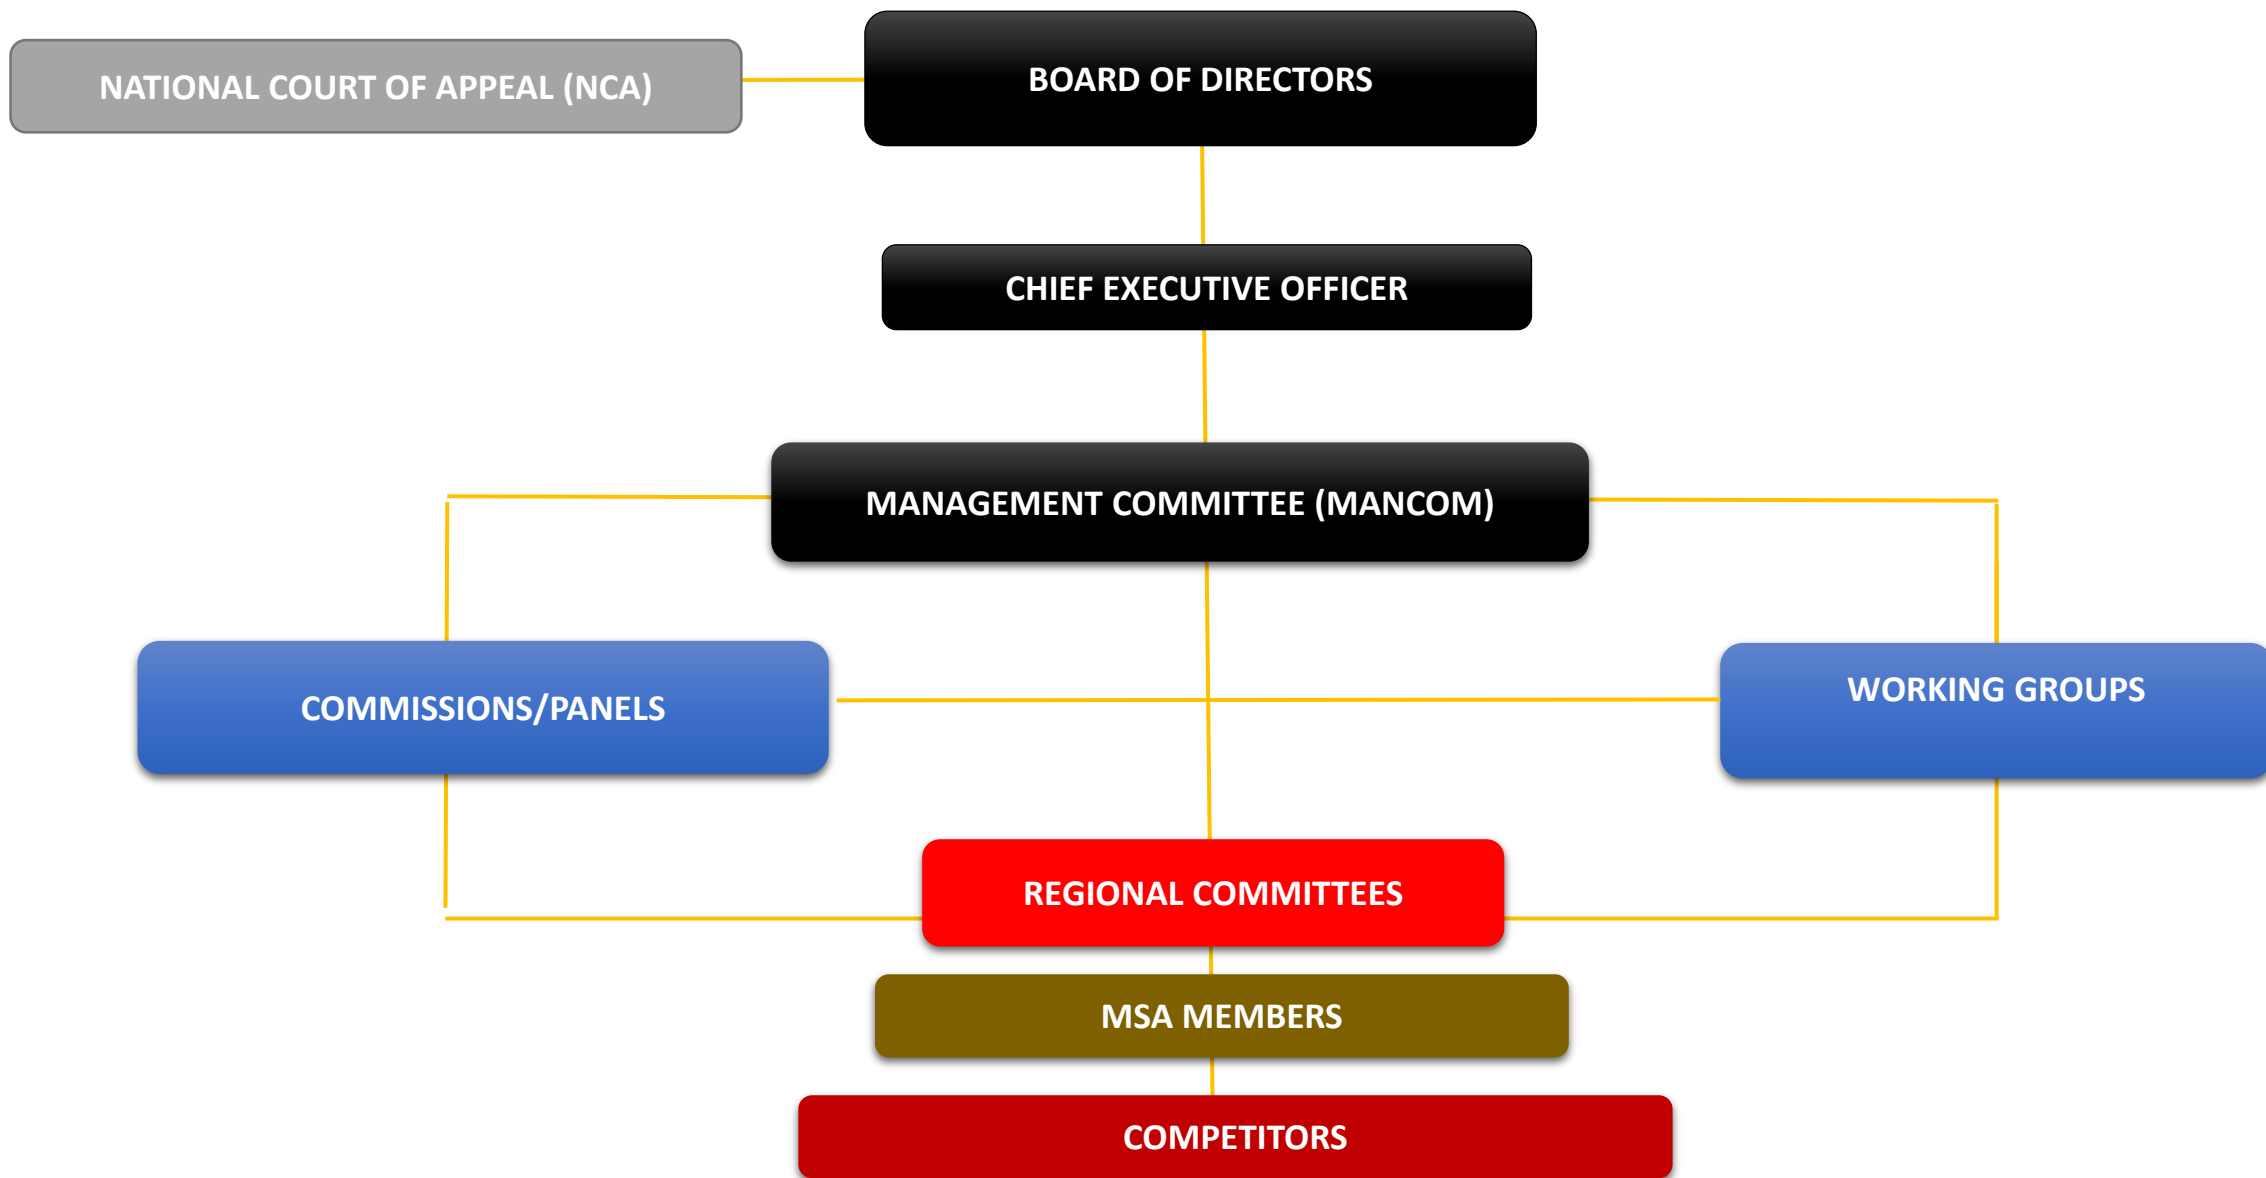 NATIONAL COURT OF APPEAL (NCA)
BOARD OF DIRECTORS
CHIEF EXECUTIVE OFFICER
MANAGEMENT COMMITTEE (MANCOM)
COMMISSIONS/PANELS
WORKING GROUPS
REGIONAL COMMITTEES
MSA MEMBERS
COMPETITORS